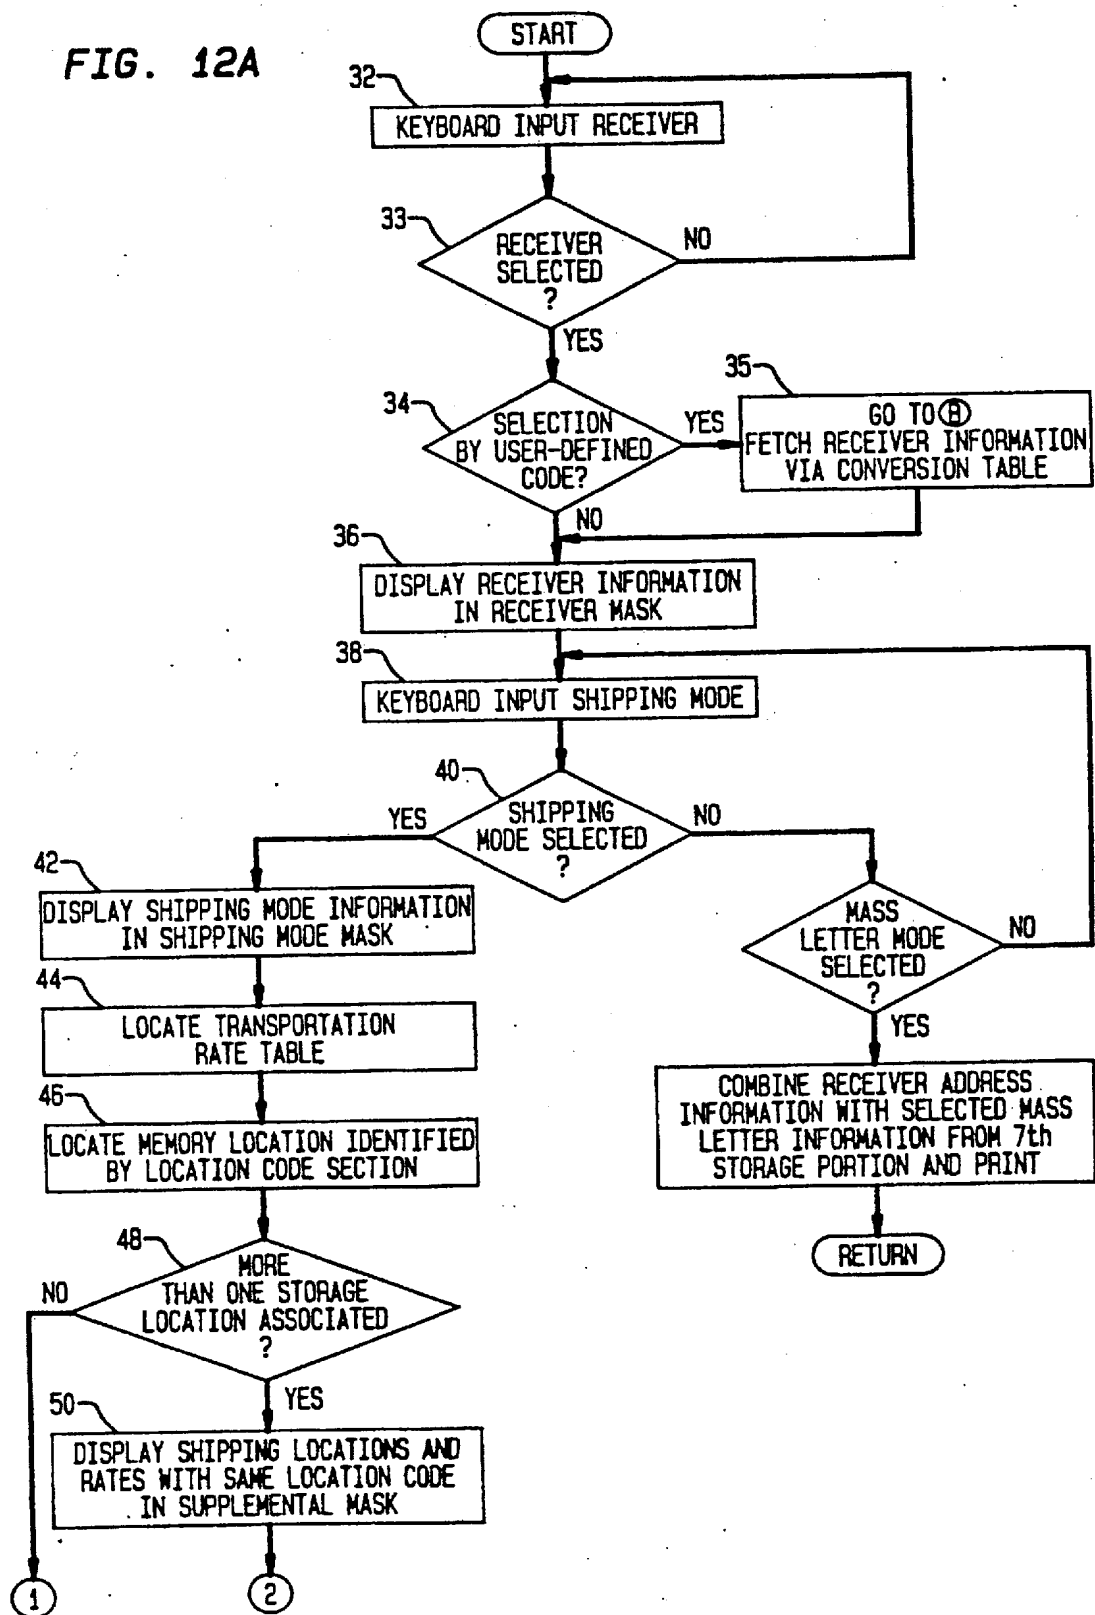 FIG. 12A
START
32
KEYBOARD INPUT RECEIVER
33
RECEIVER
SELECTED
?
NO
YES
34
SELECTION
BY USER-DEFINED
CODE?
YES
35
GO TO
FETCH RECEIVER INFORMATION
VIA CONVERSION TABLE
NO
36
DISPLAY RECEIVER INFORMATION
IN RECEIVER MASK
38
KEYBOARD INPUT SHIPPING MODE
40
SHIPPING
MODE SELECTED
?
YES
NO
42
DISPLAY SHIPPING MODE INFORMATION
IN SHIPPING MODE MASK
MASS
LETTER MODE
SELECTED
?
NO
YES
44
LOCATE TRANSPORTATION
RATE TABLE
COMBINE RECEIVER ADDRESS
INFORMATION WITH SELECTED MASS
LETTER INFORMATION FROM 7th
STORAGE PORTION AND PRINT
46
LOCATE MEMORY LOCATION IDENTIFIED
BY LOCATION CODE SECTION
RETURN
48
MORE
THAN ONE STORAGE
LOCATION ASSOCIATED
?
NO
YES
50
DISPLAY SHIPPING LOCATIONS AND
RATES WITH SAME LOCATION CODE
IN SUPPLEMENTAL MASK
1
2